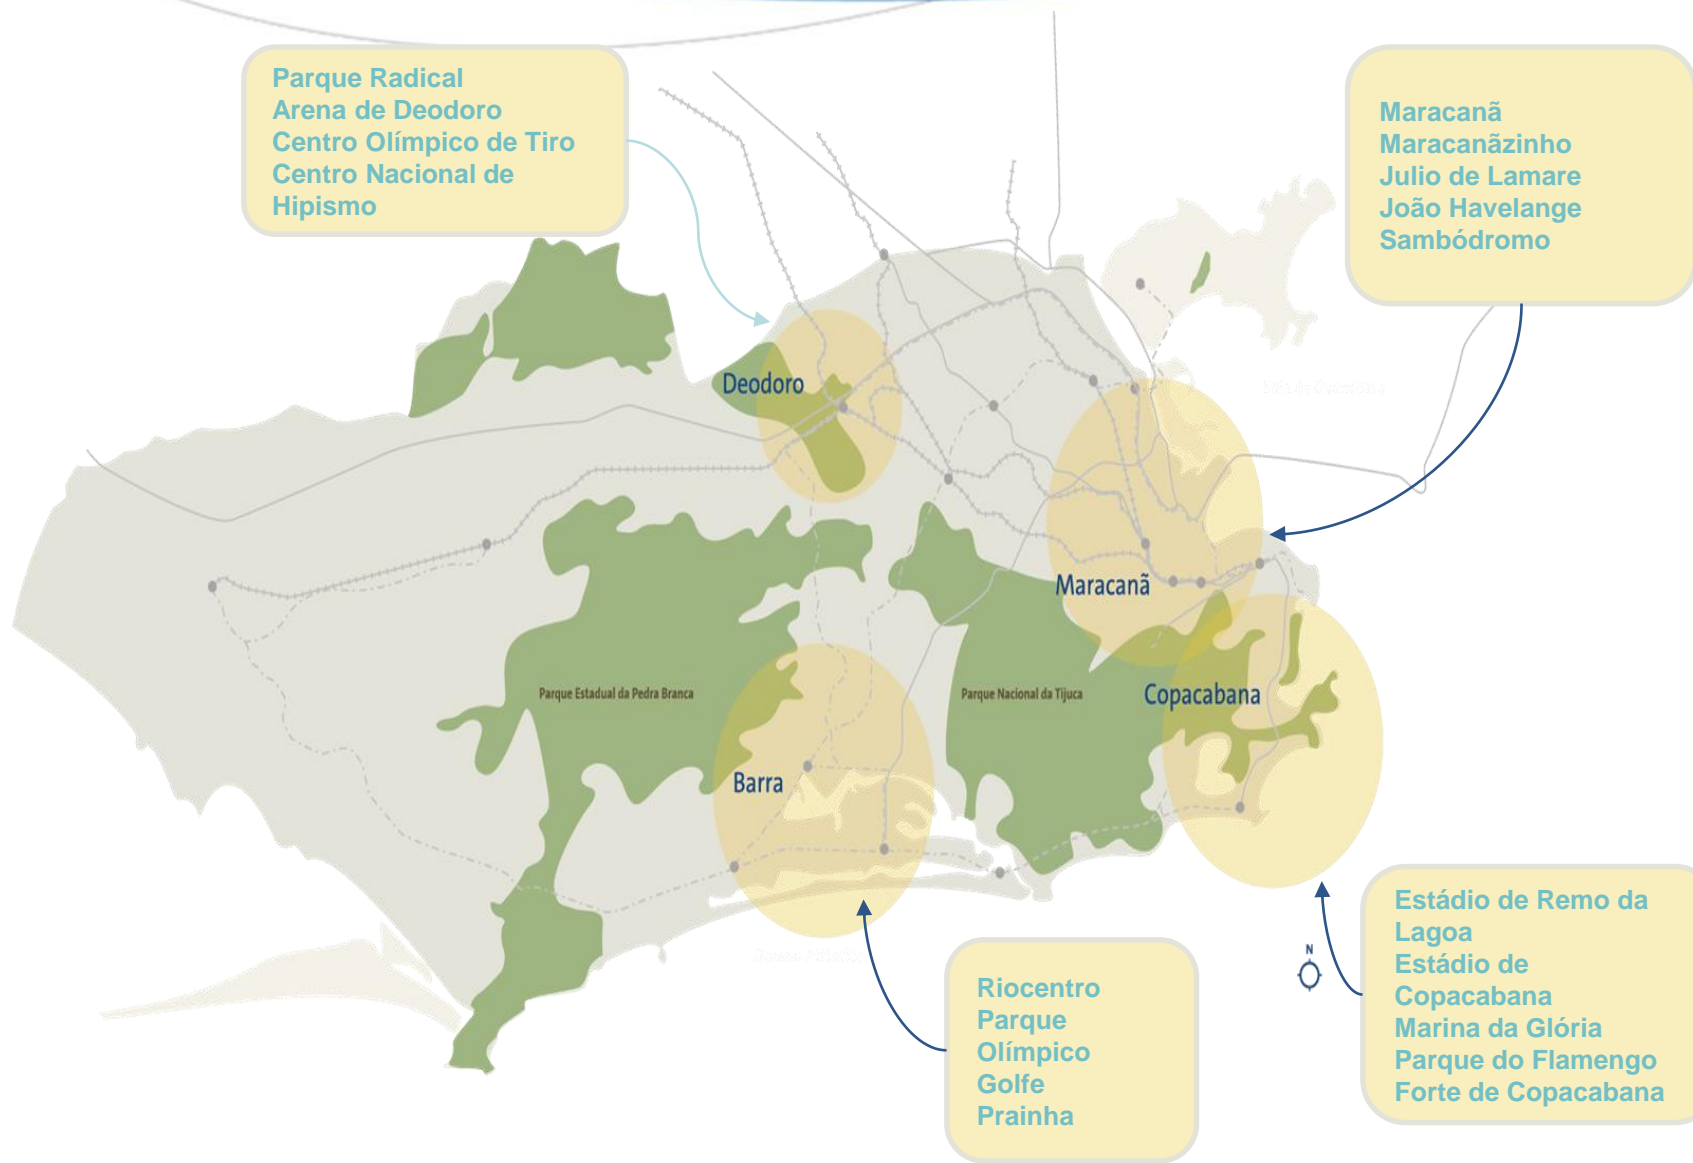 Parque Radical
Arena de Deodoro
Centro Olímpico de Tiro
Centro Nacional de
Hipismo
Maracanã
Maracanãzinho
Julio de Lamare
João Havelange
Sambódromo
Deodoro
Maracanã
Parque Estadual da Pedra Branca
Parque Nacional da Tijuca
Copacabana
Barra
N
Riocentro
Parque
Olímpico
Golfe
Prainha
Estádio de Remo da
Lagoa
Estádio de
Copacabana
Marina da Glória
Parque do Flamengo
Forte de Copacabana